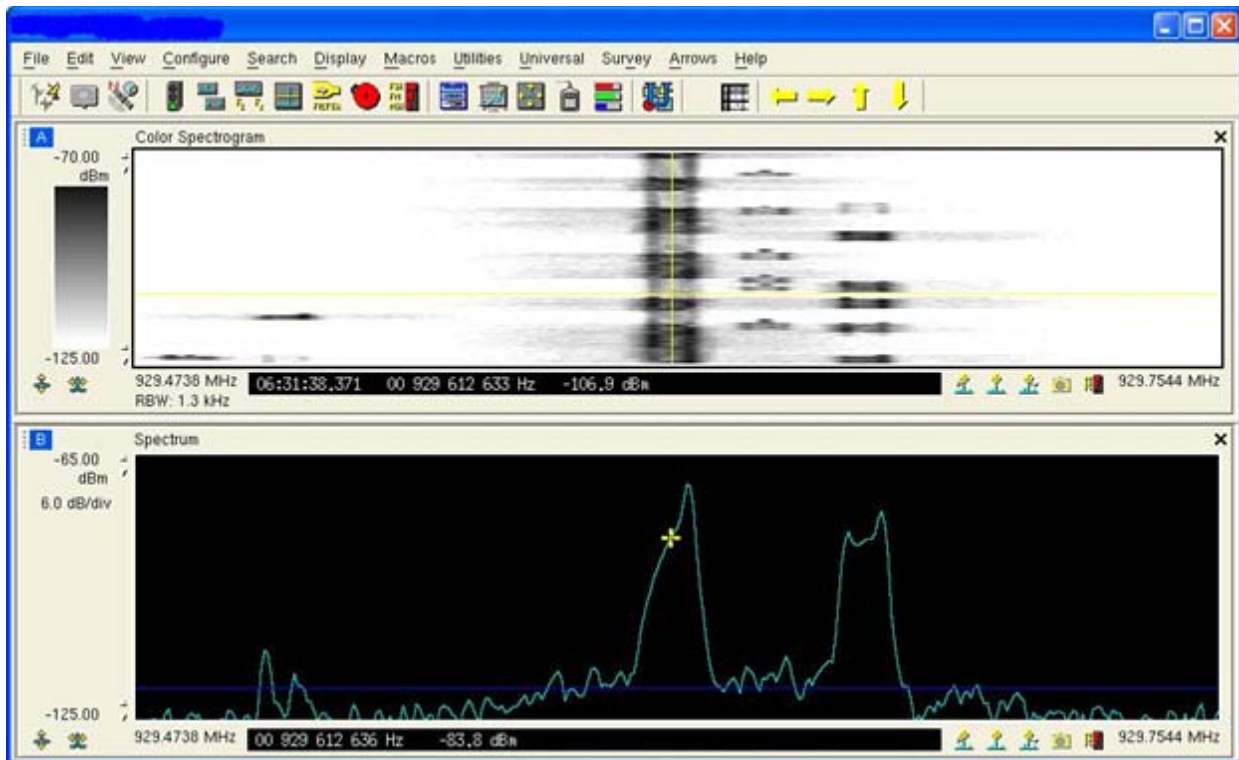 File Edit View Configure Search Display Macros Utilities Universal Survey Arrows Help
A Color Spectrogram
-70.00
dBm
-125.00
929.4738 MHz 06:31:38.371 00 929 612 633 Hz -106.9 dBm 929.7544 MHz
RBW: 1.3 kHz
B Spectrum
-65.00
dBm
6.0 dB/div
-125.00
929.4738 MHz 00 929 612 636 Hz -83.8 dBm 929.7544 MHz